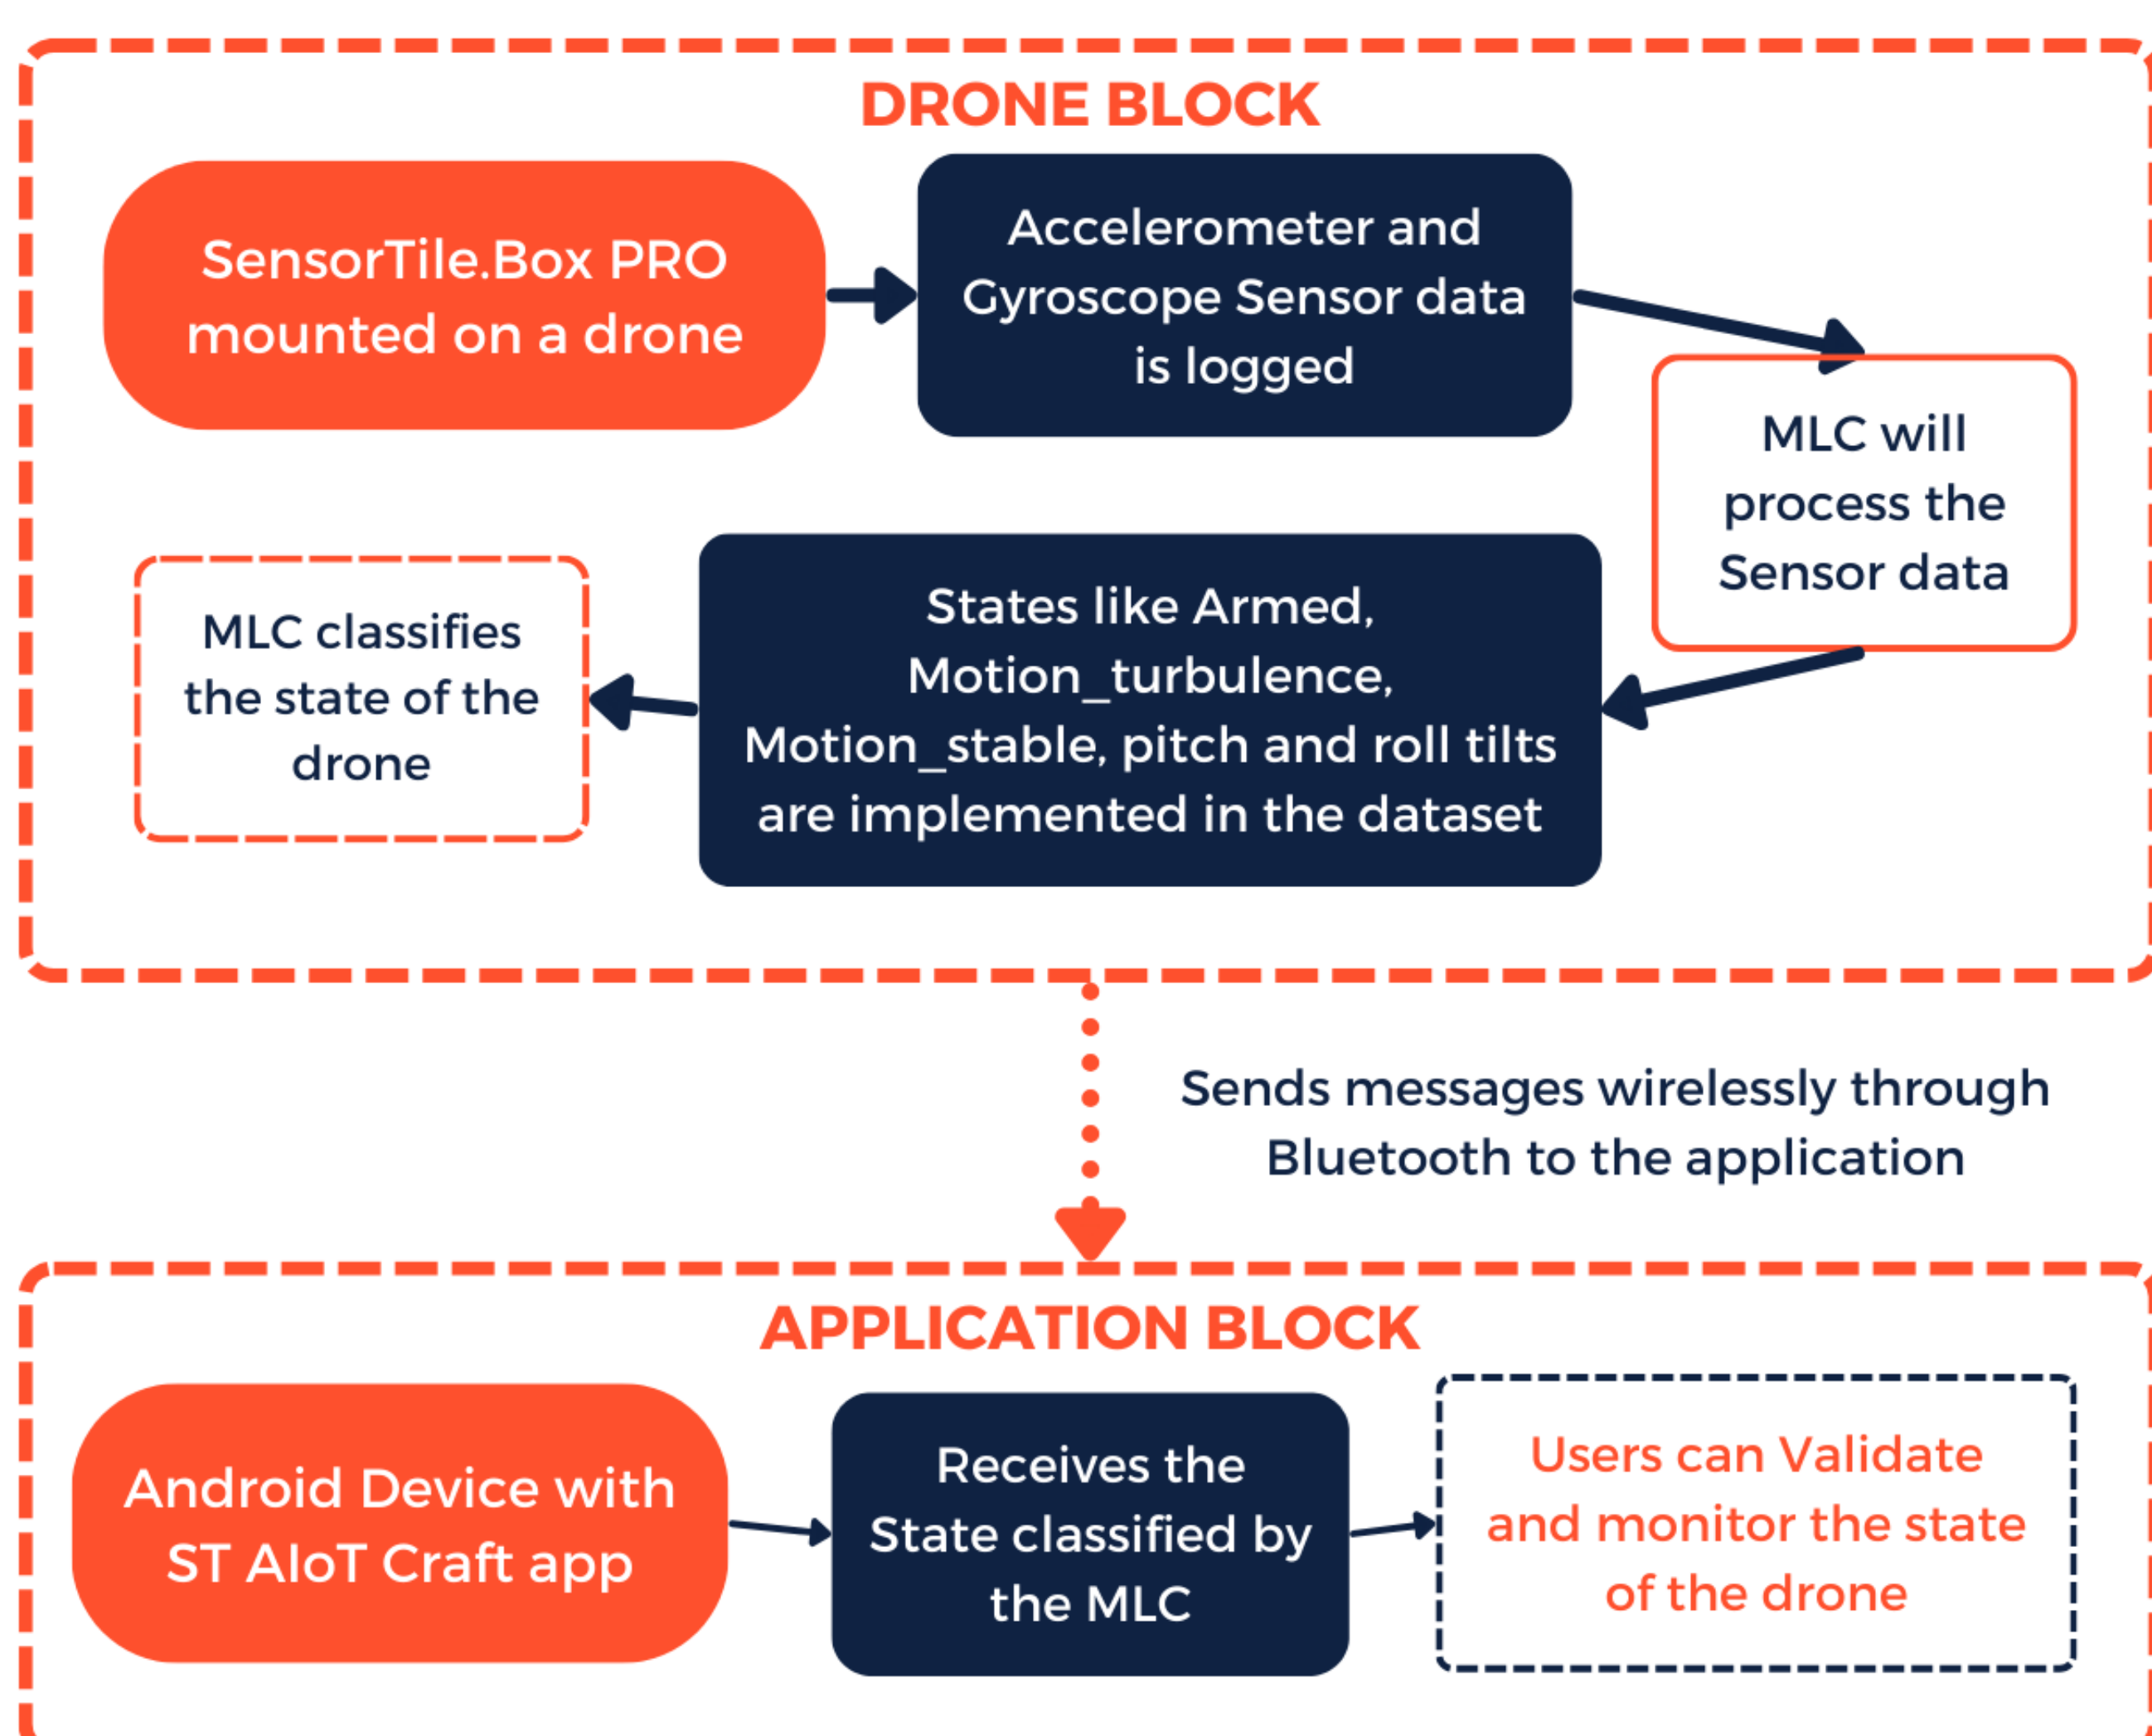 DRONE BLOCK
SensorTile.Box PRO
mounted on a drone
Accelerometer and
Gyroscope Sensor data
is logged
MLC will
process the
Sensor data
States like Armed,
Motion_turbulence,
Motion_stable, pitch and roll tilts
are implemented in the dataset
MLC classifies
the state of the
drone
Sends messages wirelessly through
Bluetooth to the application
APPLICATION BLOCK
Android Device with
ST AIoT Craft app
Receives the
State classified by
the MLC
Users can Validate
and monitor the state
of the drone